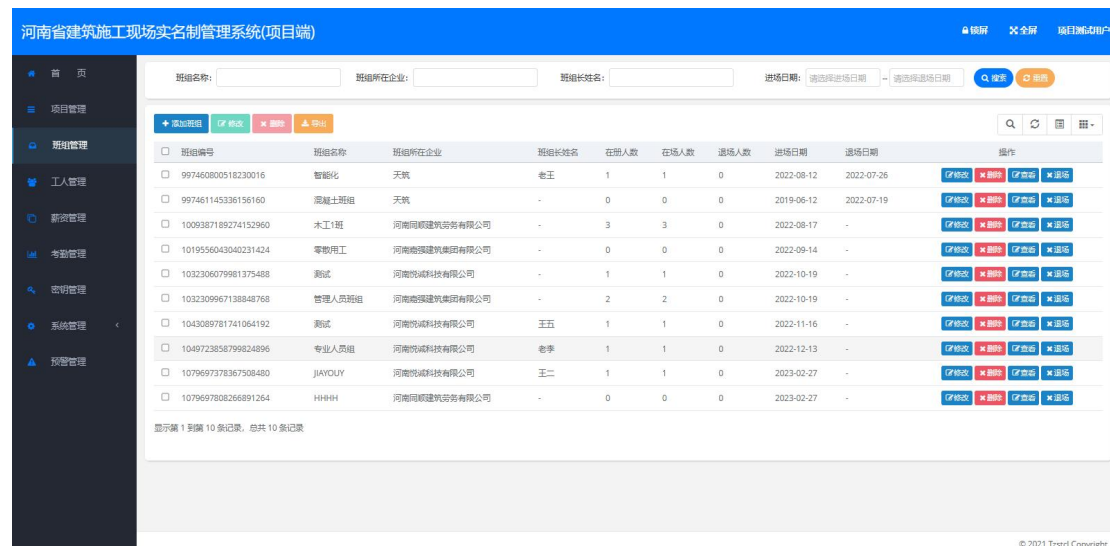 河南省建筑施工现场实名制管理系统(项目端) 锁屏 全屏 项目测试用户
首 页
项目管理
班组管理
工人管理
薪资管理
考勤管理
密钥管理
系统管理
预警管理
班组名称: 班组所在企业: 班组长姓名: 进场日期: 请选择进场日期 - 请选择退场日期 搜索 重置
添加班组 修改 删除 导出
班组编号 班组名称 班组所在企业 班组长姓名 在册人数 在场人数 退场人数 进场日期 退场日期 操作
997460800518230016 智能化 天筑 老王 1 1 0 2022-08-12 2022-07-26 修改 删除 查看 退场
997461145336156160 混凝土班组 天筑 - 0 0 0 2019-06-12 2022-07-19 修改 删除 查看 退场
1009387189274152960 木工1班 河南同顺建筑劳务有限公司 - 3 3 0 2022-08-17 - 修改 删除 查看 退场
1019556043040231424 零散用工 河南嘉强建筑集团有限公司 - 0 0 0 2022-09-14 - 修改 删除 查看 退场
1032306079981375488 测试 河南悦诚科技有限公司 - 1 1 0 2022-10-19 - 修改 删除 查看 退场
1032309967138848768 管理人员班组 河南嘉强建筑集团有限公司 - 2 2 0 2022-10-19 - 修改 删除 查看 退场
1043089781741064192 测试 河南悦诚科技有限公司 王五 1 1 0 2022-11-16 - 修改 删除 查看 退场
1049723858799824896 专业人员组 河南悦诚科技有限公司 老李 1 1 0 2022-12-13 - 修改 删除 查看 退场
1079697378367508480 JIAYOUY 河南悦诚科技有限公司 王二 1 1 0 2023-02-27 - 修改 删除 查看 退场
1079697808266891264 HHHH 河南同顺建筑劳务有限公司 - 0 0 0 2023-02-27 - 修改 删除 查看 退场
显示第 1 到第 10 条记录，总共 10 条记录
© 2021 Tzstcl Copyright